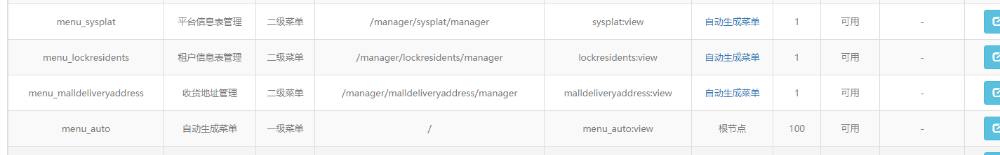 menu_sysplat 平台信息表管理 二级菜单 /manager/sysplat/manager sysplat:view 自动生成菜单 1 可用 -
menu_lockresidents 租户信息表管理 二级菜单 /manager/lockresidents/manager lockresidents:view 自动生成菜单 1 可用 -
menu_malldeliveryaddress 收货地址管理 二级菜单 /manager/malldeliveryaddress/manager malldeliveryaddress:view 自动生成菜单 1 可用 -
menu_auto 自动生成菜单 一级菜单 / menu_auto:view 根节点 100 可用 -